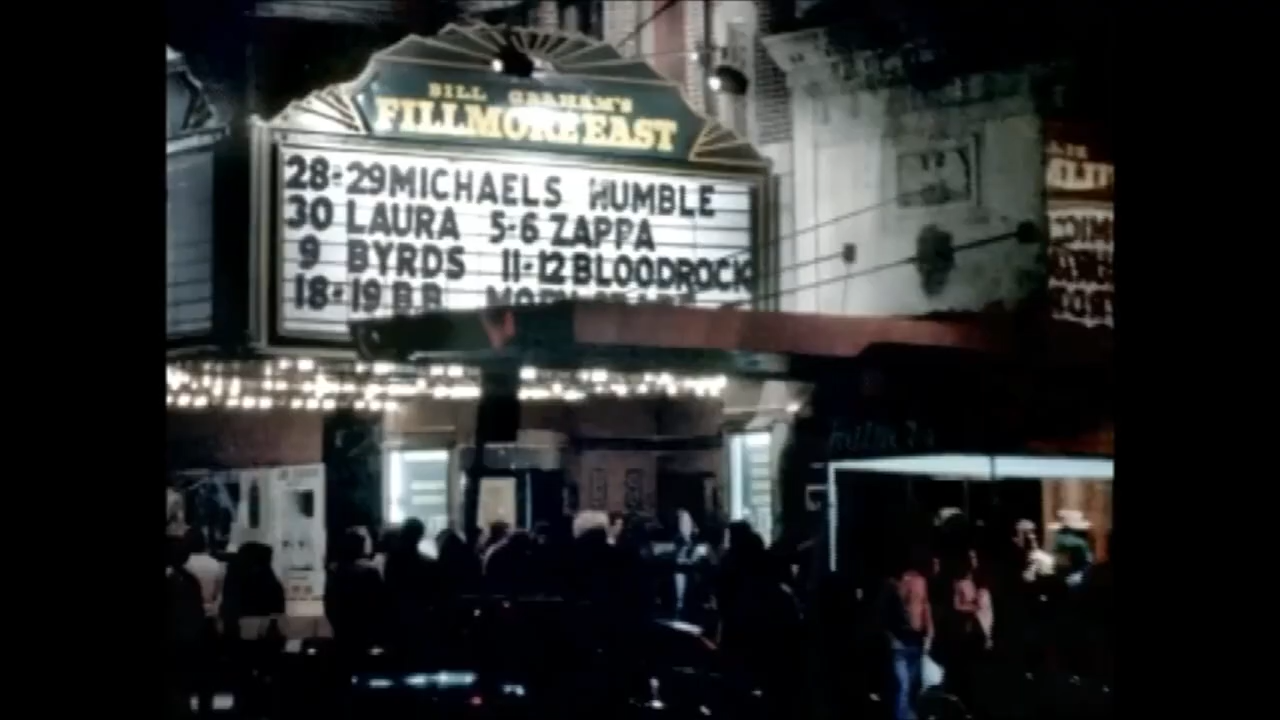 BILL GRAHAM'S
FILLMORE EAST
28-29 MICHAELS HUMBLE
30 LAURA 5-6 ZAPPA
9 BYRDS 11-12 BLOODROCK
18-19 B.B.